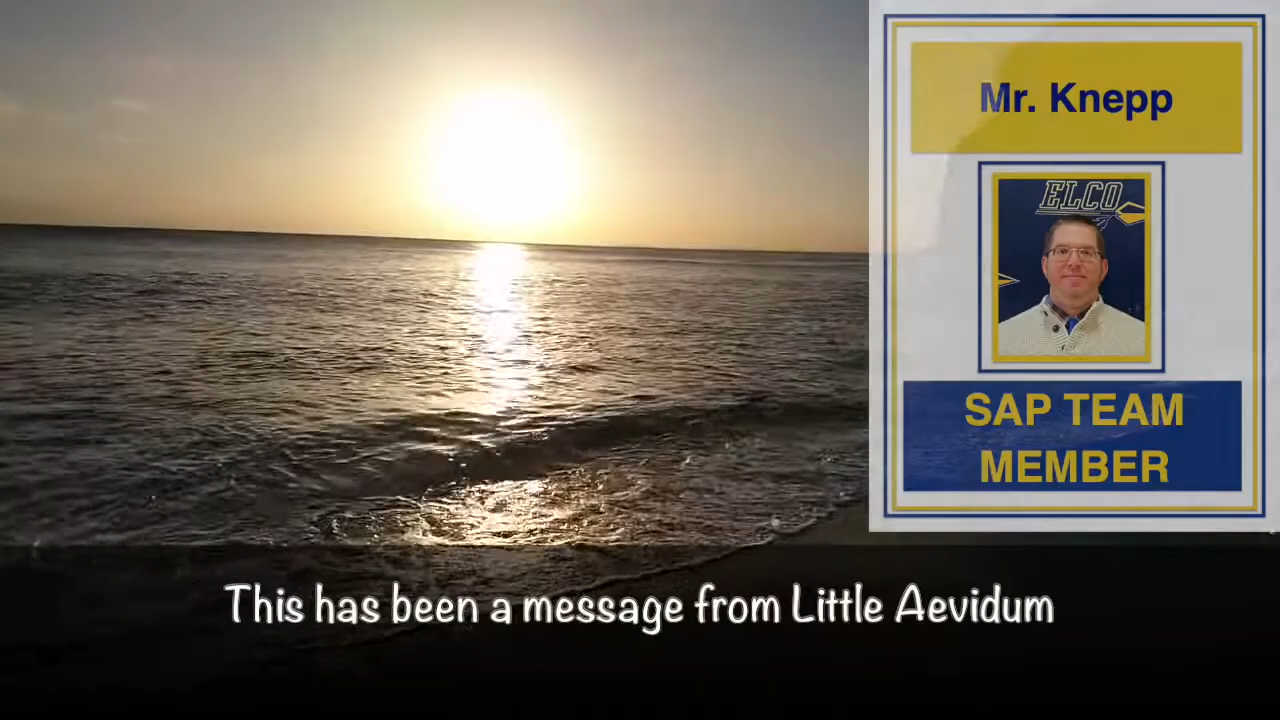 Mr. Knepp
ELCO
SAP TEAM
MEMBER
This has been a message from Little Aevidum